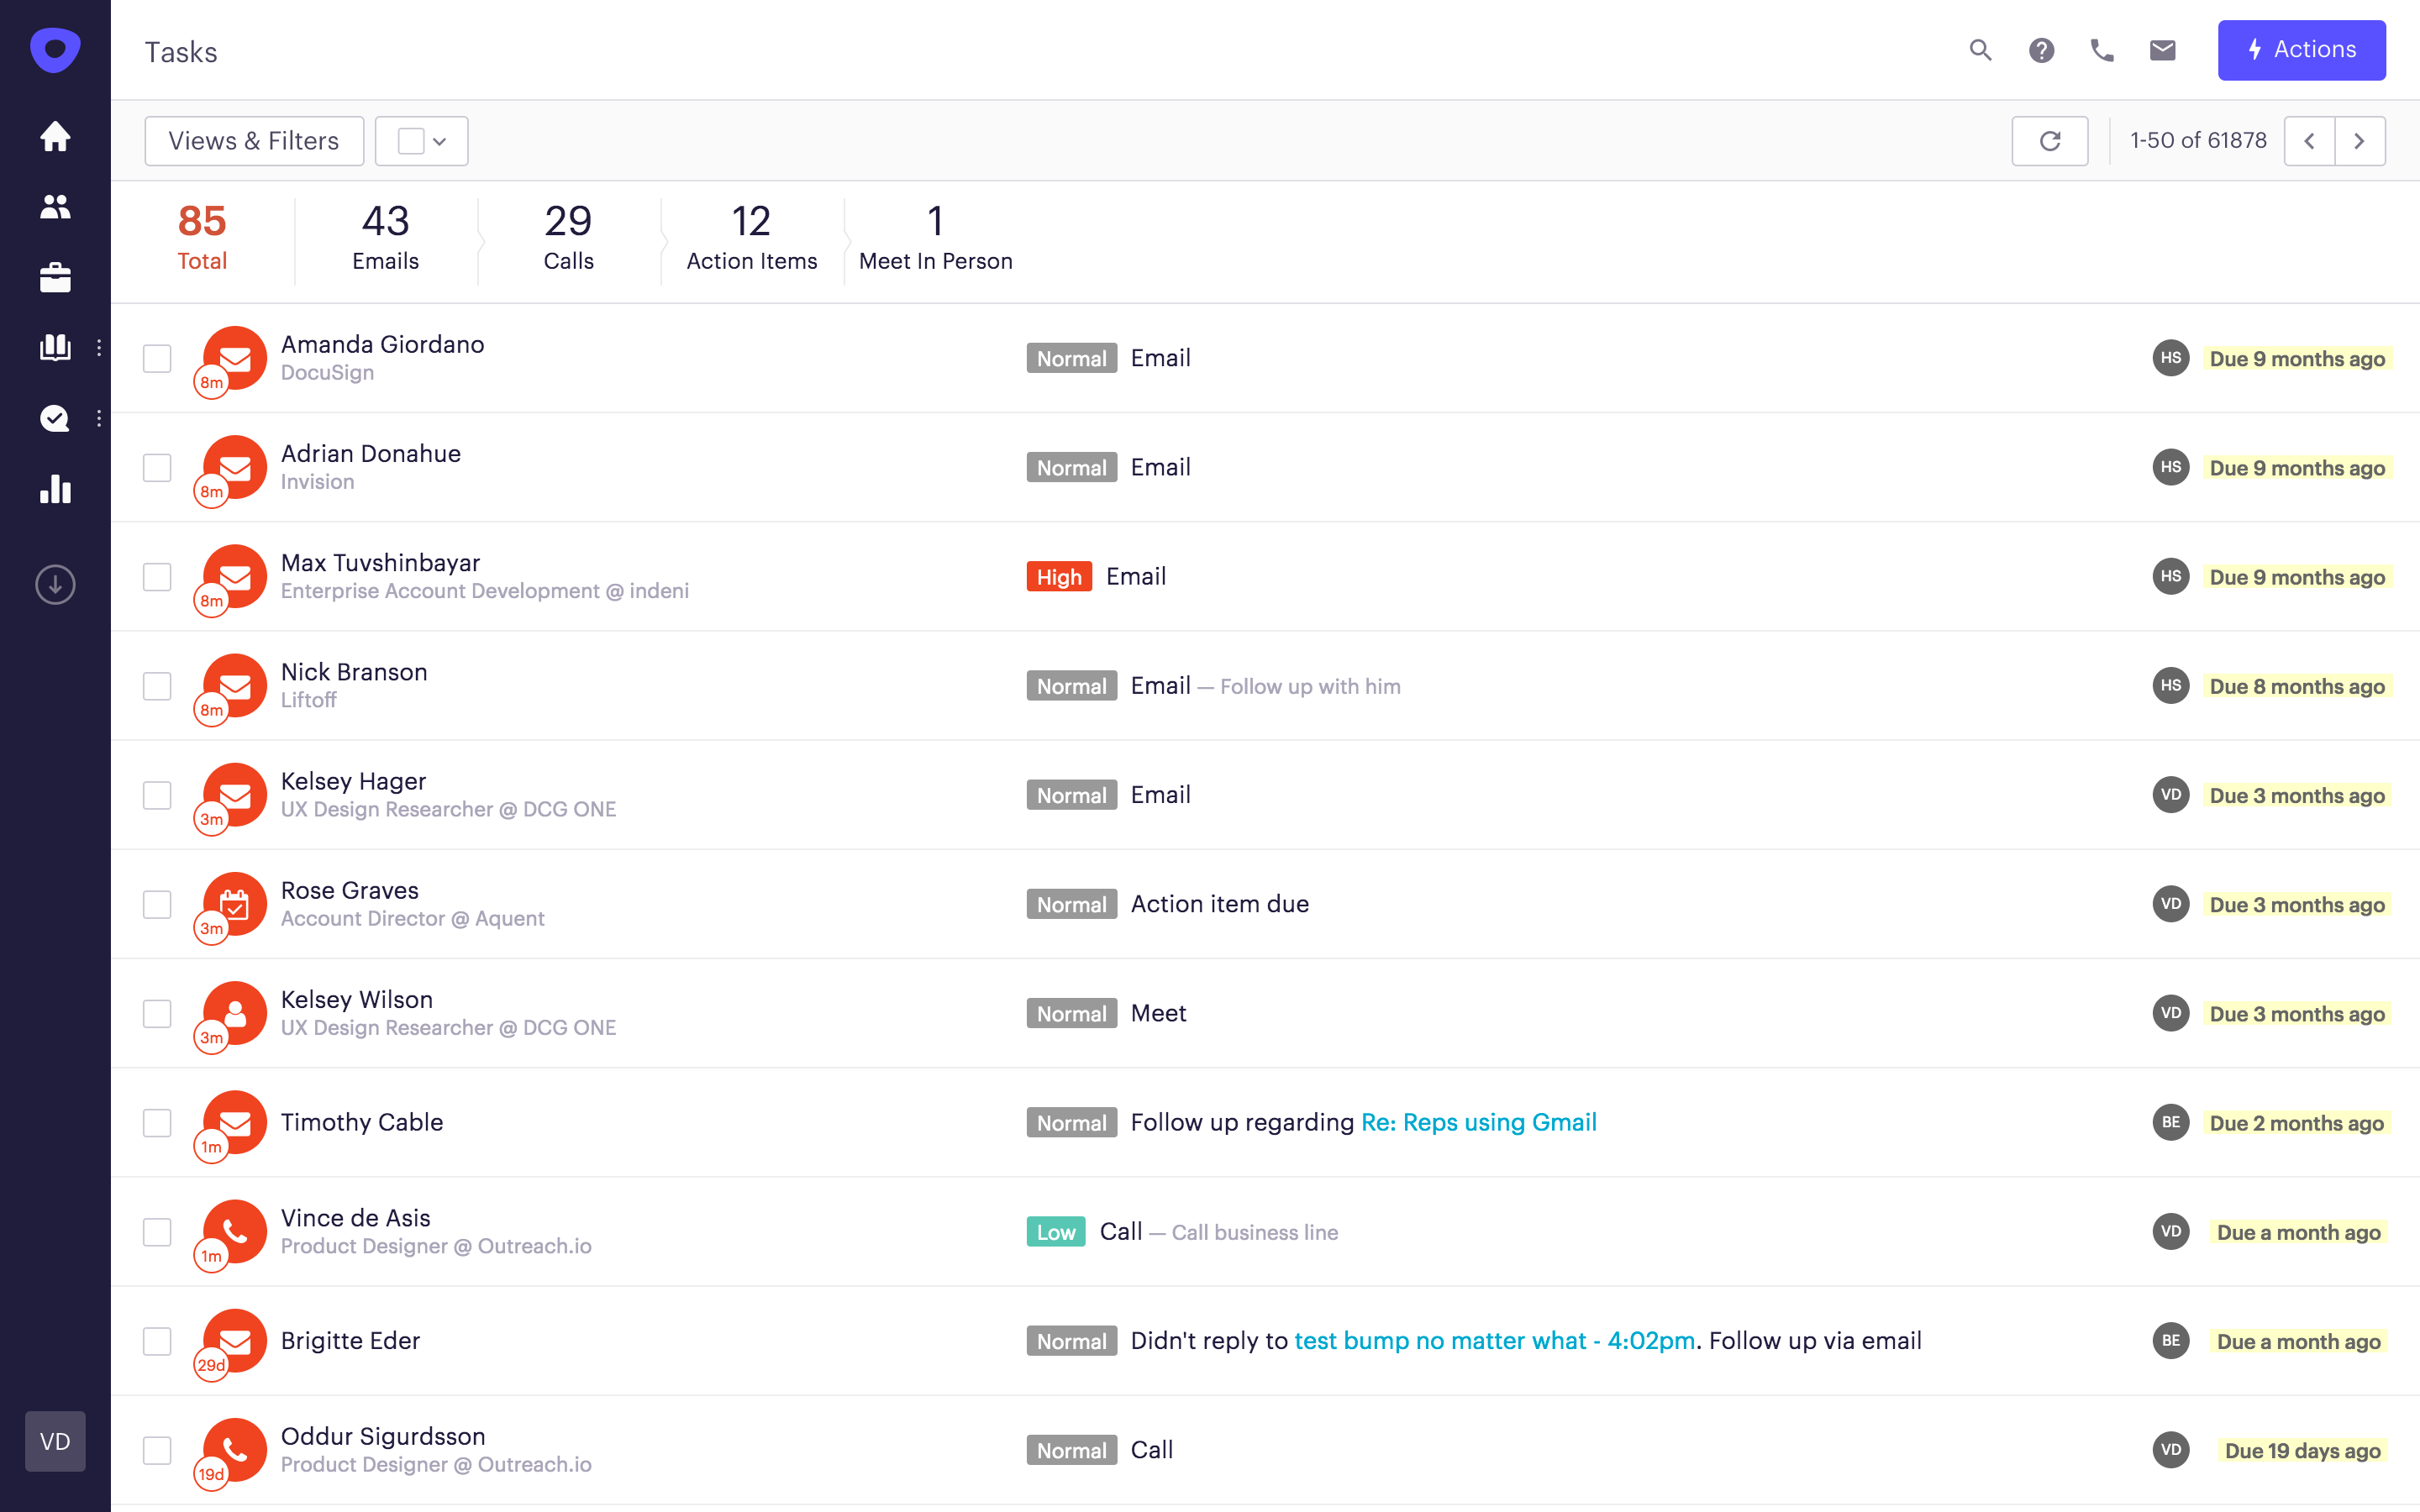 Tasks
Actions
Views & Filters
1-50 of 61878
85
Total
43
Emails
29
Calls
12
Action Items
1
Meet In Person
8m
Amanda Giordano
DocuSign
Normal Email
HS
Due 9 months ago
8m
Adrian Donahue
Invision
Normal Email
HS
Due 9 months ago
8m
Max Tuvshinbayar
Enterprise Account Development @ indeni
High Email
HS
Due 9 months ago
8m
Nick Branson
Liftoff
Normal Email — Follow up with him
HS
Due 8 months ago
3m
Kelsey Hager
UX Design Researcher @ DCG ONE
Normal Email
VD
Due 3 months ago
3m
Rose Graves
Account Director @ Aquent
Normal Action item due
VD
Due 3 months ago
3m
Kelsey Wilson
UX Design Researcher @ DCG ONE
Normal Meet
VD
Due 3 months ago
1m
Timothy Cable
Normal Follow up regarding Re: Reps using Gmail
BE
Due 2 months ago
1m
Vince de Asis
Product Designer @ Outreach.io
Low Call — Call business line
VD
Due a month ago
29d
Brigitte Eder
Normal Didn't reply to test bump no matter what - 4:02pm. Follow up via email
BE
Due a month ago
19d
Oddur Sigurdsson
Product Designer @ Outreach.io
Normal Call
VD
Due 19 days ago
VD